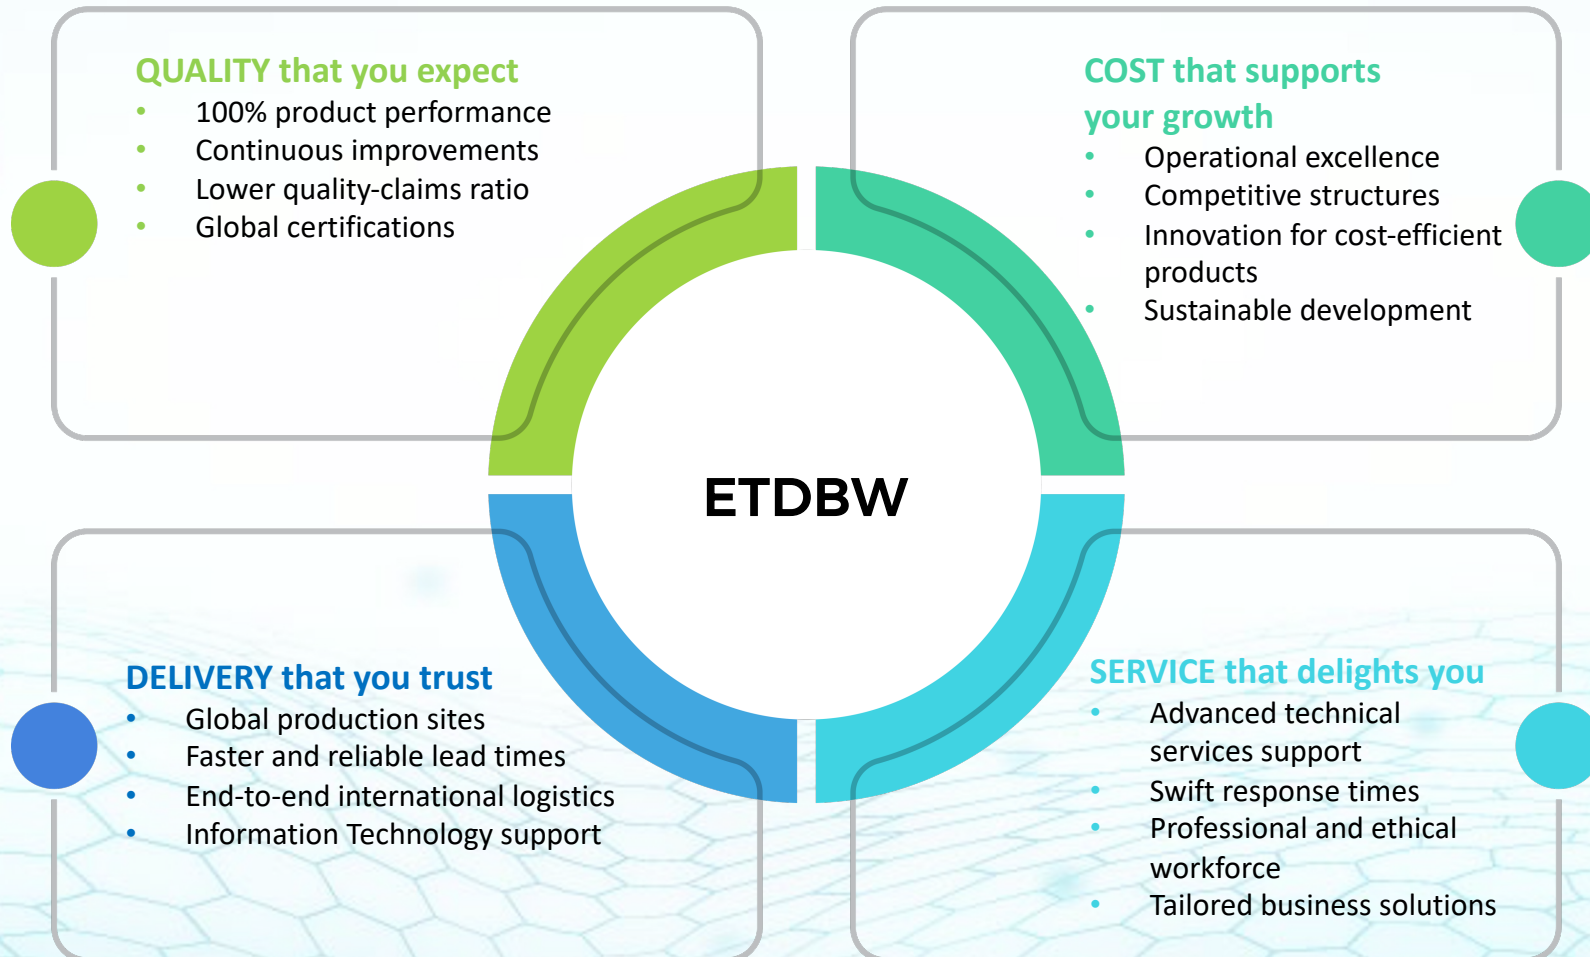 QUALITY that you expect
• 100% product performance
• Continuous improvements
• Lower quality-claims ratio
• Global certifications
COST that supports
your growth
• Operational excellence
• Competitive structures
• Innovation for cost-efficient
products
• Sustainable development
ETDBW
DELIVERY that you trust
• Global production sites
• Faster and reliable lead times
• End-to-end international logistics
• Information Technology support
SERVICE that delights you
• Advanced technical
services support
• Swift response times
• Professional and ethical
workforce
• Tailored business solutions